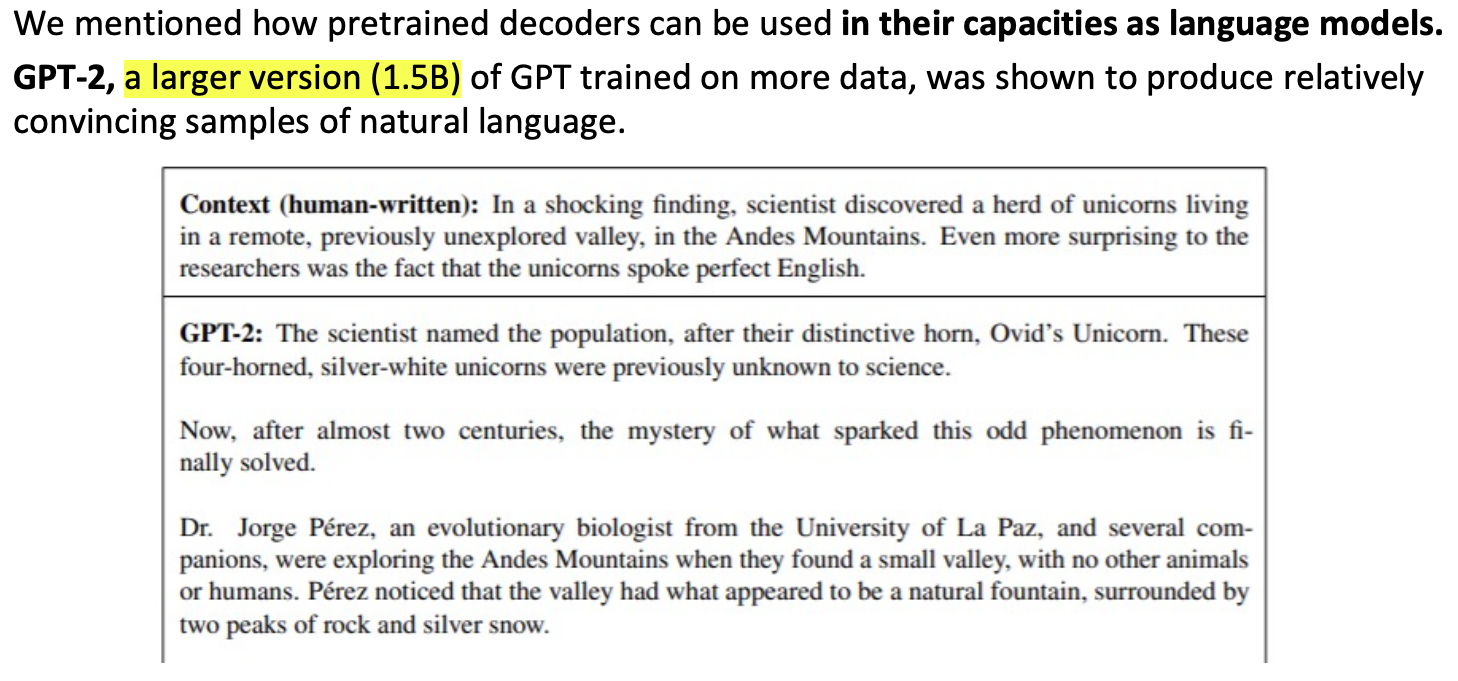 We mentioned how pretrained decoders can be used in their capacities as language models.
GPT-2, a larger version (1.5B) of GPT trained on more data, was shown to produce relatively
convincing samples of natural language.
Context (human-written): In a shocking finding, scientist discovered a herd of unicorns living
in a remote, previously unexplored valley, in the Andes Mountains. Even more surprising to the
researchers was the fact that the unicorns spoke perfect English.
GPT-2: The scientist named the population, after their distinctive horn, Ovid's Unicorn. These
four-horned, silver-white unicorns were previously unknown to science.
Now, after almost two centuries, the mystery of what sparked this odd phenomenon is fi-
nally solved.
Dr. Jorge Pérez, an evolutionary biologist from the University of La Paz, and several com-
panions, were exploring the Andes Mountains when they found a small valley, with no other animals
or humans. Pérez noticed that the valley had what appeared to be a natural fountain, surrounded by
two peaks of rock and silver snow.